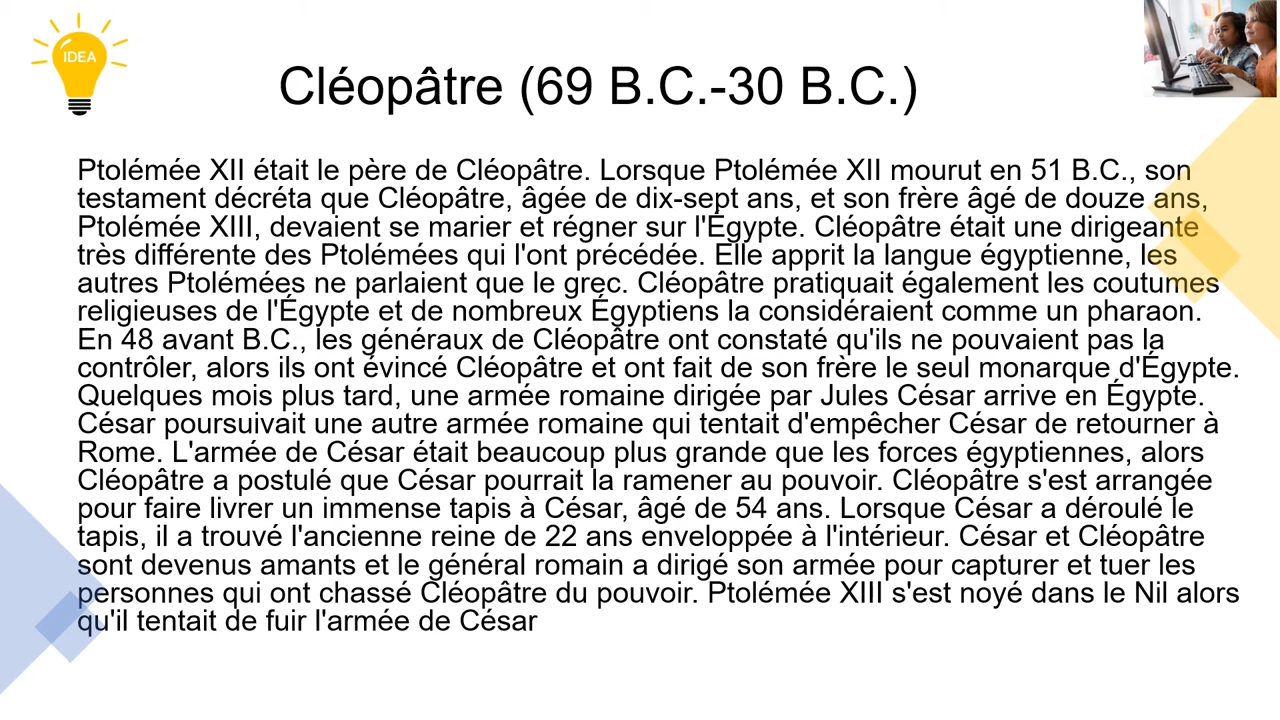 IDEA
Cléopâtre (69 B.C.-30 B.C.)
Ptolémée XII était le père de Cléopâtre. Lorsque Ptolémée XII mourut en 51 B.C., son
testament décréta que Cléopâtre, âgée de dix-sept ans, et son frère âgé de douze ans,
Ptolémée XIII, devaient se marier et régner sur l'Égypte. Cléopâtre était une dirigeante
très différente des Ptolémées qui l'ont précédée. Elle apprit la langue égyptienne, les
autres Ptolémées ne parlaient que le grec. Cléopâtre pratiquait également les coutumes
religieuses de l'Égypte et de nombreux Égyptiens la considéraient comme un pharaon.
En 48 avant B.C., les généraux de Cléopâtre ont constaté qu'ils ne pouvaient pas la
contrôler, alors ils ont évincé Cléopâtre et ont fait de son frère le seul monarque d'Égypte.
Quelques mois plus tard, une armée romaine dirigée par Jules César arrive en Égypte.
César poursuivait une autre armée romaine qui tentait d'empêcher César de retourner à
Rome. L'armée de César était beaucoup plus grande que les forces égyptiennes, alors
Cléopâtre a postulé que César pourrait la ramener au pouvoir. Cléopâtre s'est arrangée
pour faire livrer un immense tapis à César, âgé de 54 ans. Lorsque César a déroulé le
tapis, il a trouvé l'ancienne reine de 22 ans enveloppée à l'intérieur. César et Cléopâtre
sont devenus amants et le général romain a dirigé son armée pour capturer et tuer les
personnes qui ont chassé Cléopâtre du pouvoir. Ptolémée XIII s'est noyé dans le Nil alors
qu'il tentait de fuir l'armée de César